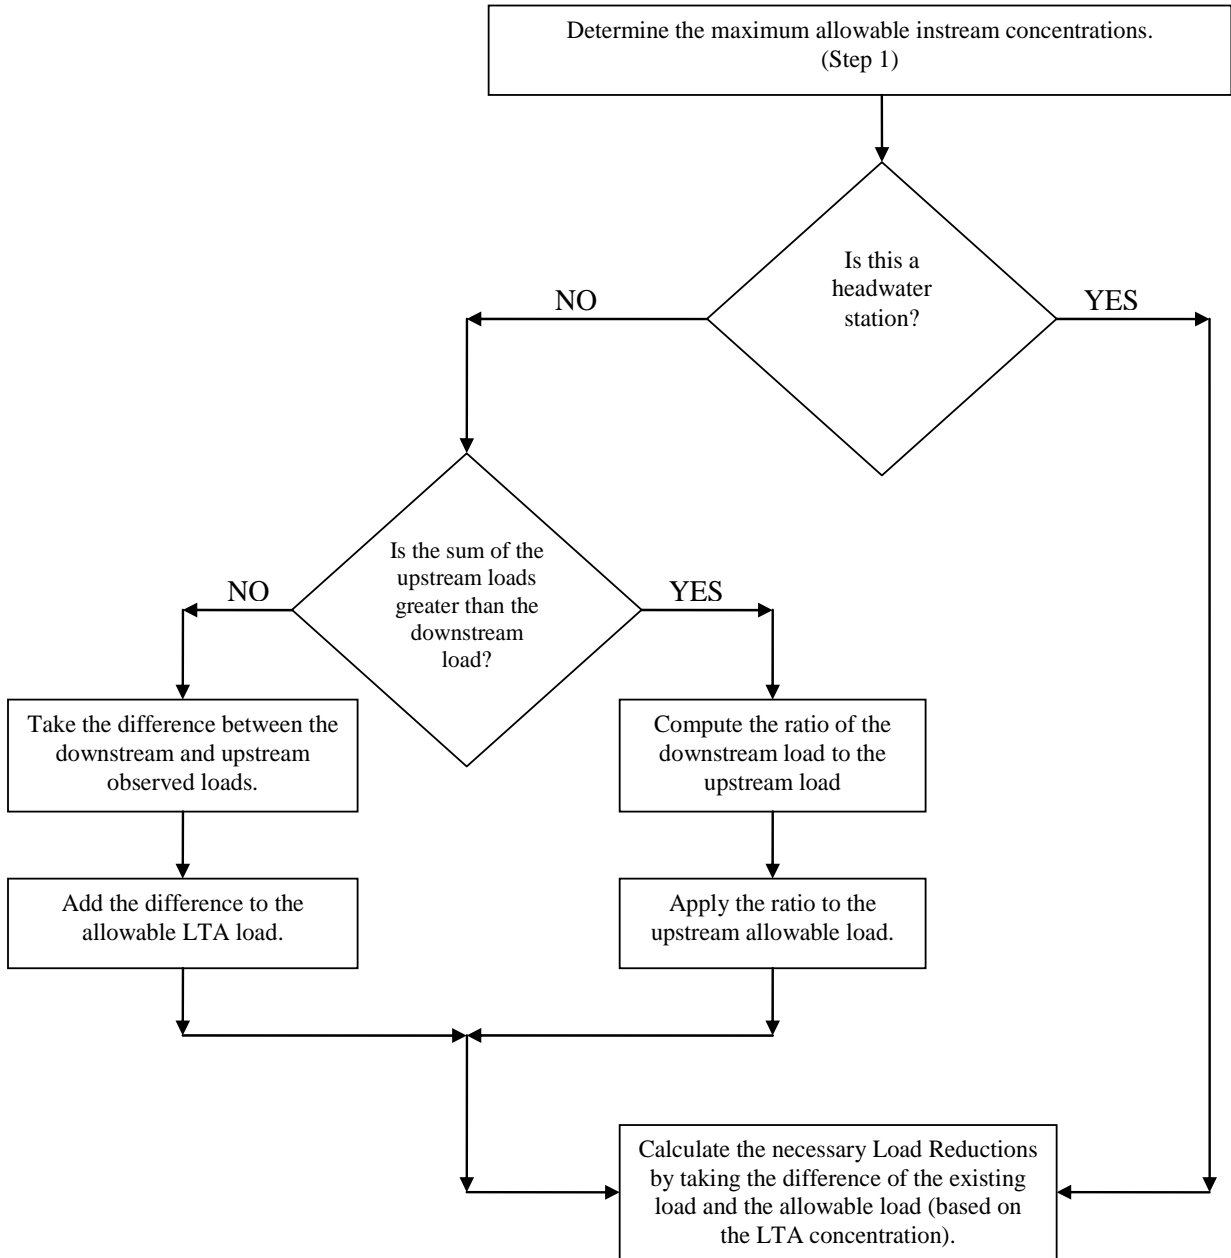 Determine the maximum allowable instream concentrations.
(Step 1)
Is this a
headwater
station?
NO
YES
Is the sum of the
upstream loads
greater than the
downstream
load?
NO
YES
Take the difference between the
downstream and upstream
observed loads.
Compute the ratio of the
downstream load to the
upstream load
Add the difference to the
allowable LTA load.
Apply the ratio to the
upstream allowable load.
Calculate the necessary Load Reductions
by taking the difference of the existing
load and the allowable load (based on
the LTA concentration).